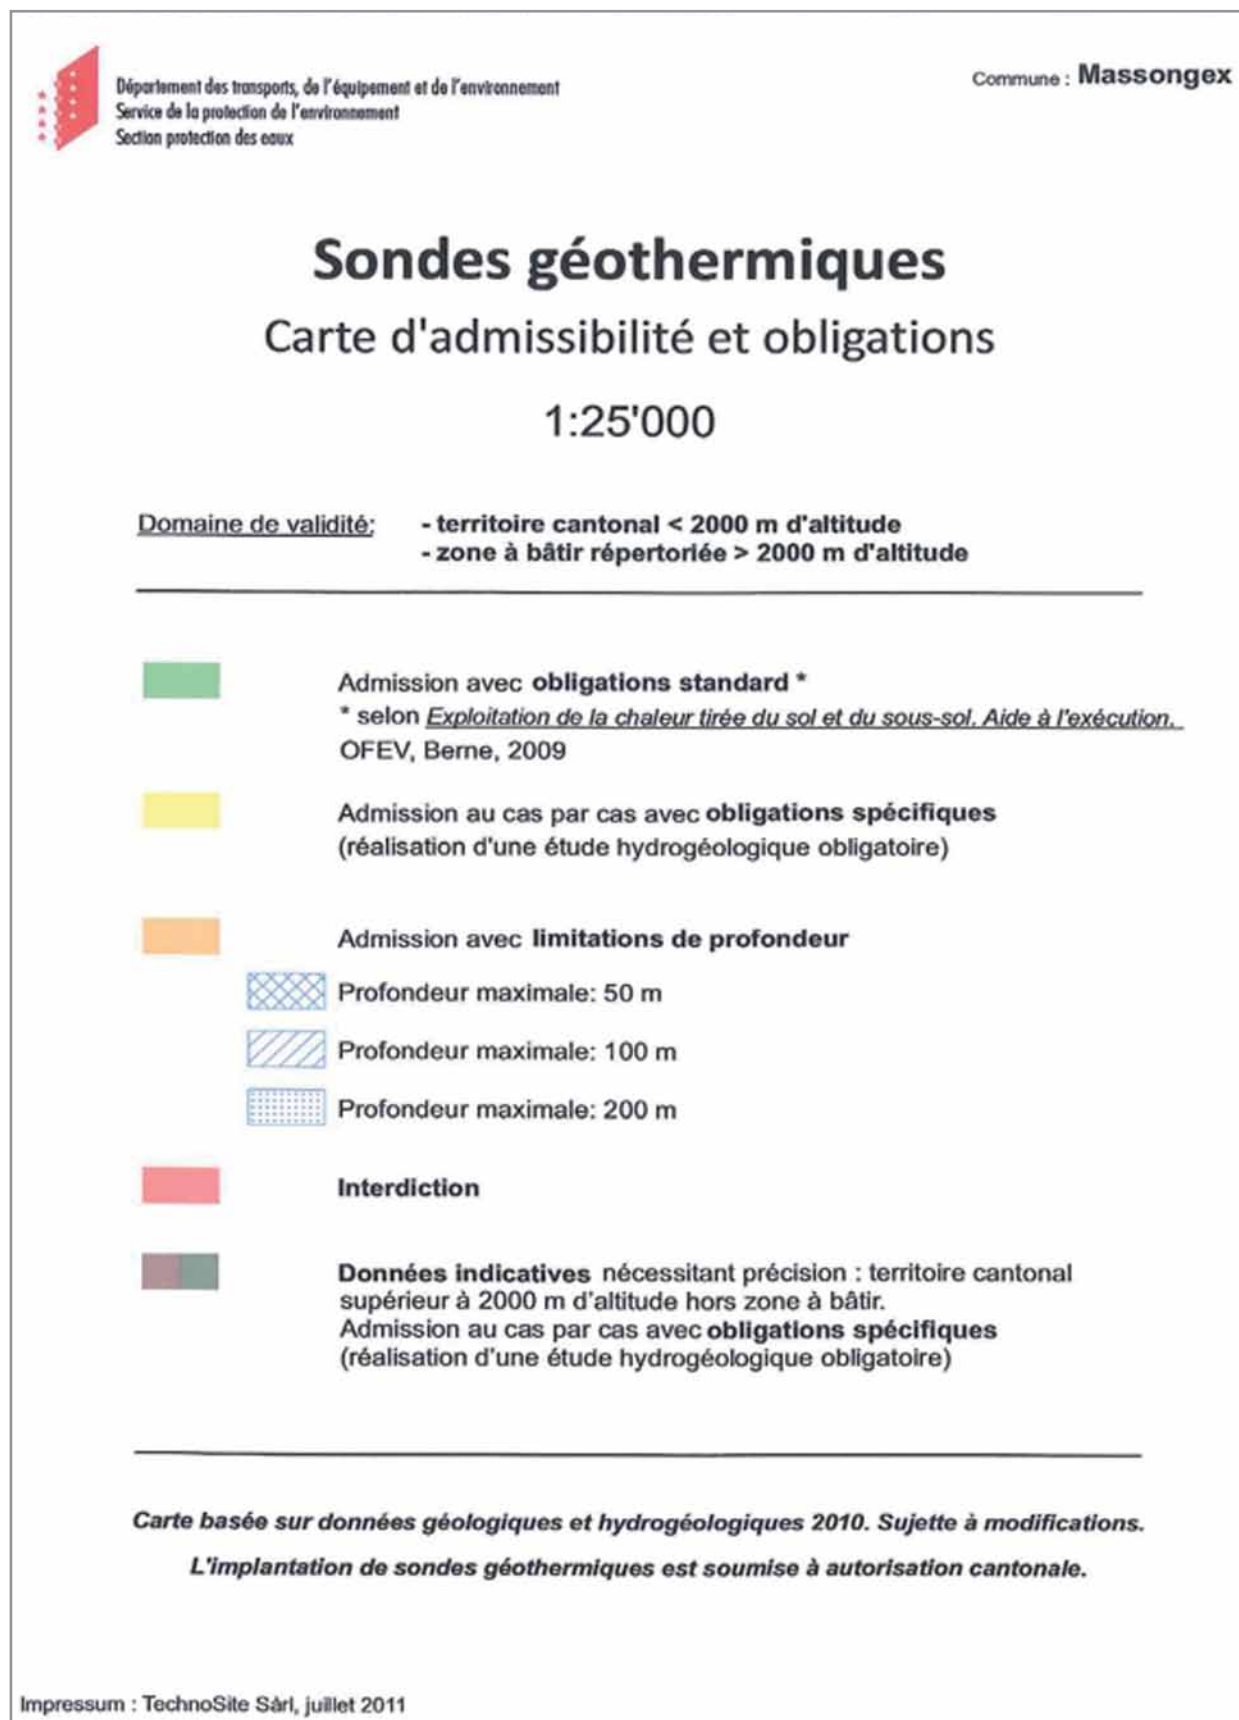 Département des transports, de l'équipement et de l'environnement
Service de la protection de l'environnement
Section protection des eaux
Commune : Massongex
Sondes géothermiques
Carte d'admissibilité et obligations
1:25'000
Domaine de validité: - territoire cantonal < 2000 m d'altitude
- zone à bâtir répertoriée > 2000 m d'altitude
Admission avec obligations standard *
* selon Exploitation de la chaleur tirée du sol et du sous-sol. Aide à l'exécution.
OFEV, Berne, 2009
Admission au cas par cas avec obligations spécifiques
(réalisation d'une étude hydrogéologique obligatoire)
Admission avec limitations de profondeur
Profondeur maximale: 50 m
Profondeur maximale: 100 m
Profondeur maximale: 200 m
Interdiction
Données indicatives nécessitant précision : territoire cantonal
supérieur à 2000 m d'altitude hors zone à bâtir.
Admission au cas par cas avec obligations spécifiques
(réalisation d'une étude hydrogéologique obligatoire)
Carte basée sur données géologiques et hydrogéologiques 2010. Sujette à modifications.
L'implantation de sondes géothermiques est soumise à autorisation cantonale.
Impressum : TechnoSite Sàrl, juillet 2011